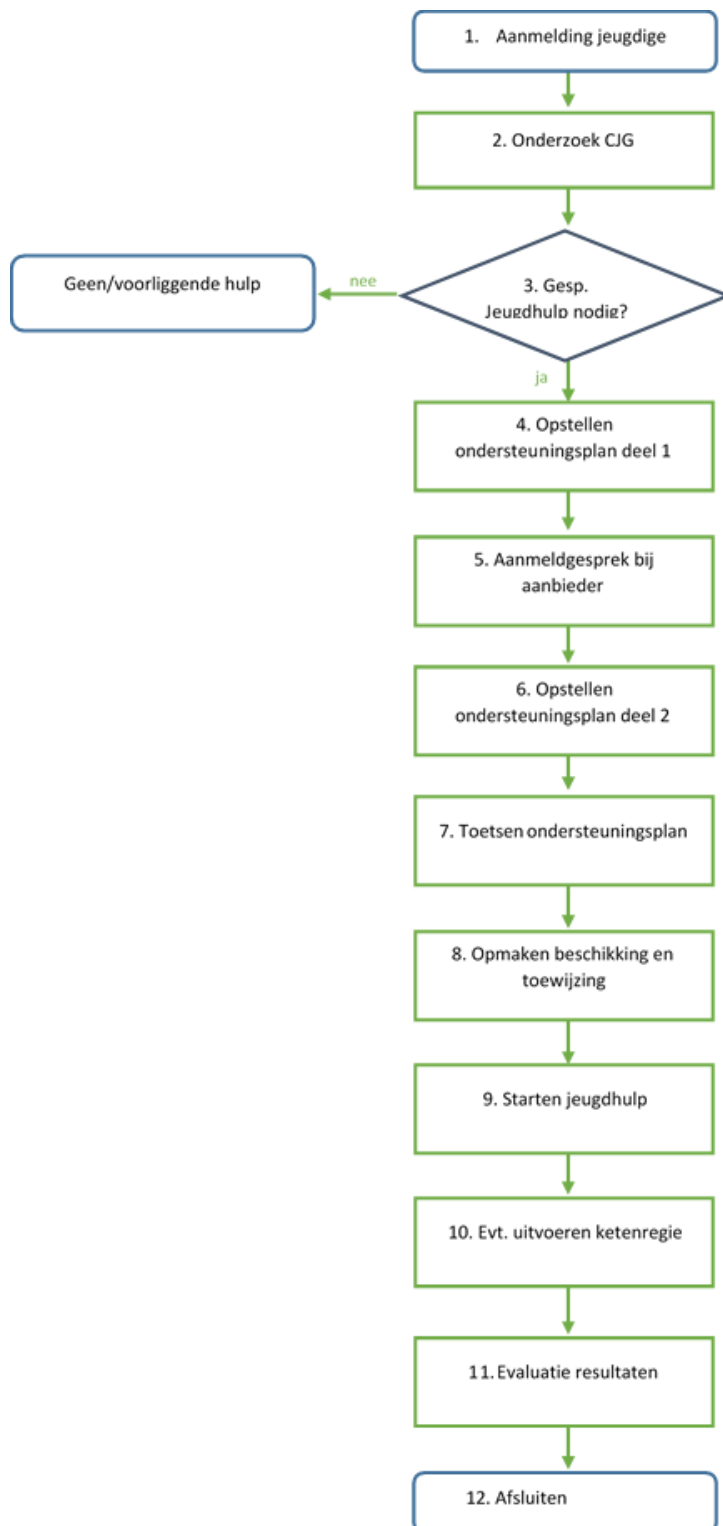 1. Aanmelding jeugdige
2. Onderzoek CJG
3. Gesp.
Jeugdhulp nodig?
nee
Geen/voorliggende hulp
ja
4. Opstellen
ondersteuningsplan deel 1
5. Aanmeldgesprek bij
aanbieder
6. Opstellen
ondersteuningsplan deel 2
7. Toetsen ondersteuningsplan
8. Opmaken beschikking en
toewijzing
9. Starten jeugdhulp
10. Evt. uitvoeren ketenregie
11. Evaluatie resultaten
12. Afsluiten